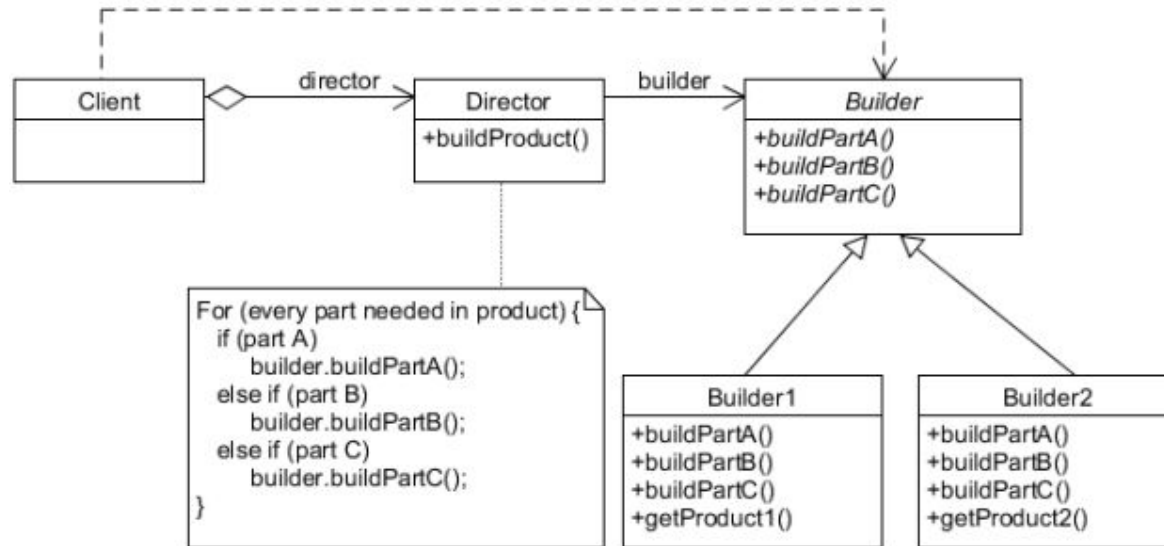 Client
director
Director
+buildProduct()
builder
Builder
+buildPartA()
+buildPartB()
+buildPartC()
For (every part needed in product) {
if (part A)
builder.buildPartA();
else if (part B)
builder.buildPartB();
else if (part C)
builder.buildPartC();
}
Builder1
+buildPartA()
+buildPartB()
+buildPartC()
+getProduct1()
Builder2
+buildPartA()
+buildPartB()
+buildPartC()
+getProduct2()